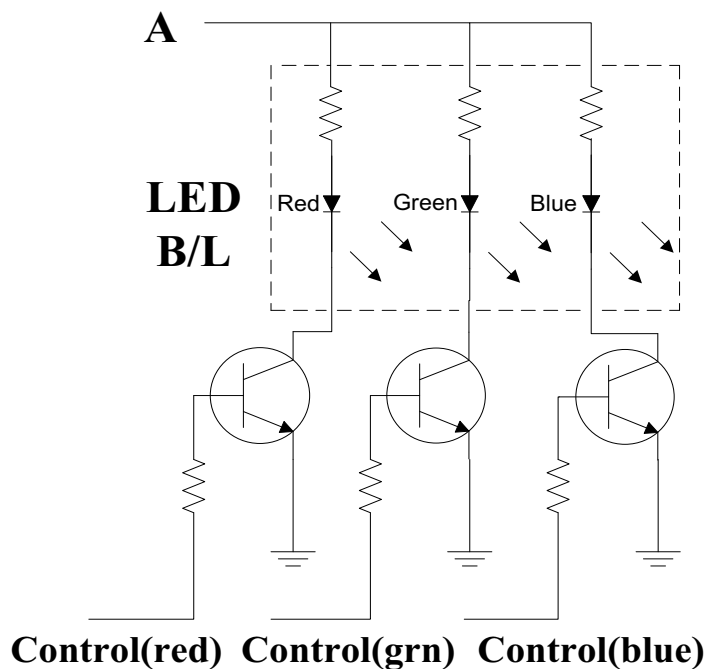 A
LED
B/L
Red
Green
Blue
Control(red)
Control(grn)
Control(blue)